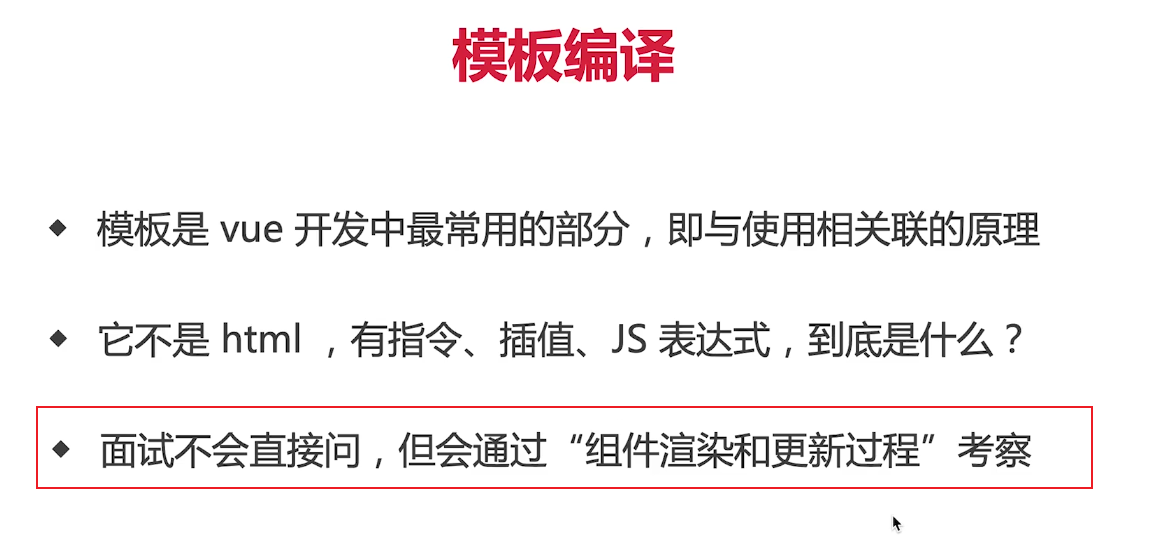 模板编译
◆ 模板是 vue 开发中最常用的部分，即与使用相关联的原理
◆ 它不是 html ，有指令、插值、JS 表达式，到底是什么？
◆ 面试不会直接问，但会通过“组件渲染和更新过程”考察